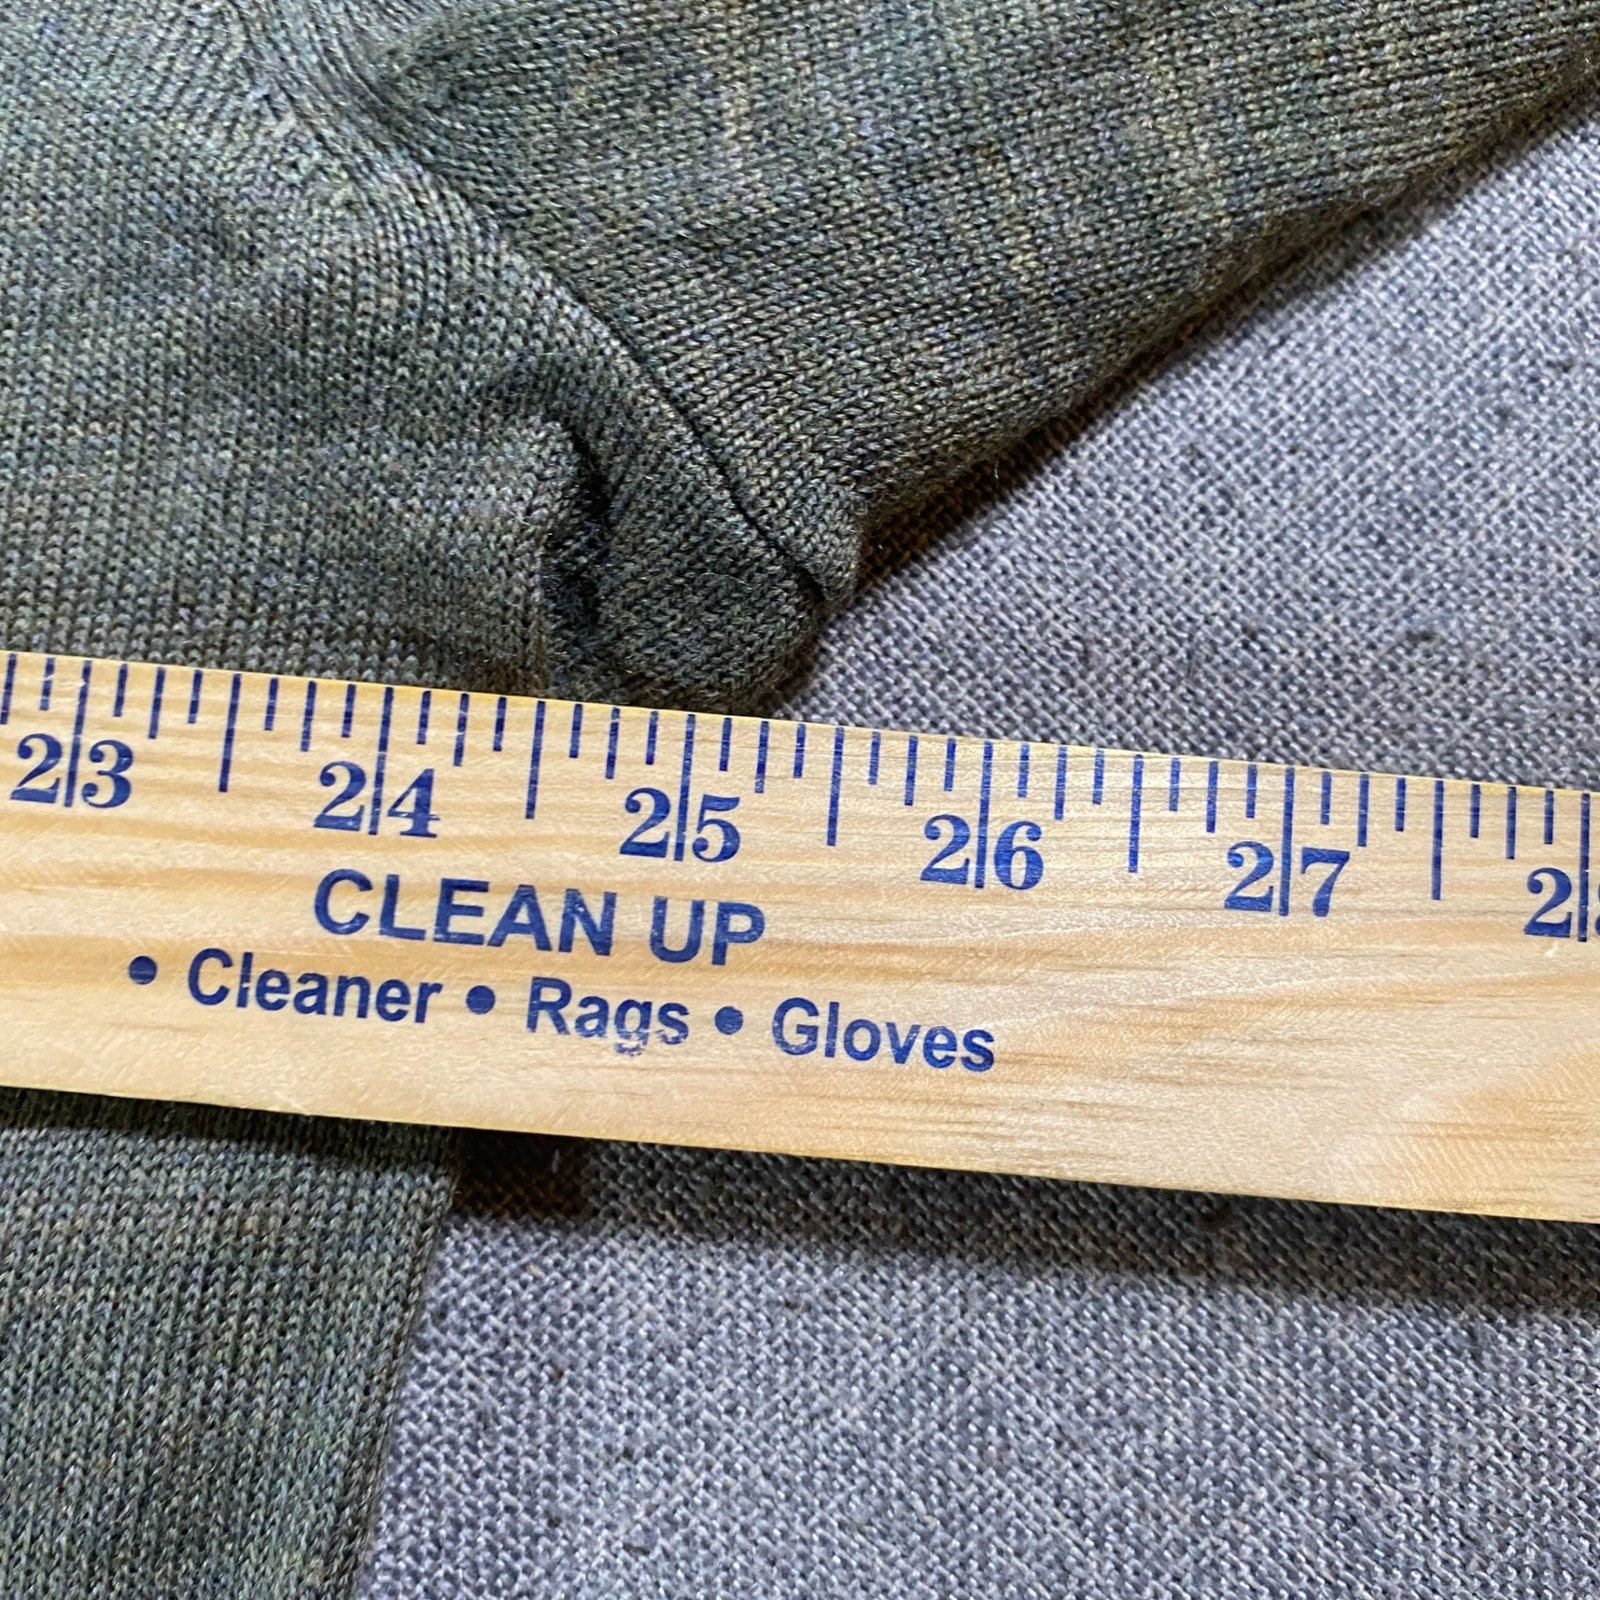 23 24 25 26 27 2
CLEAN UP
• Cleaner • Rags • Gloves